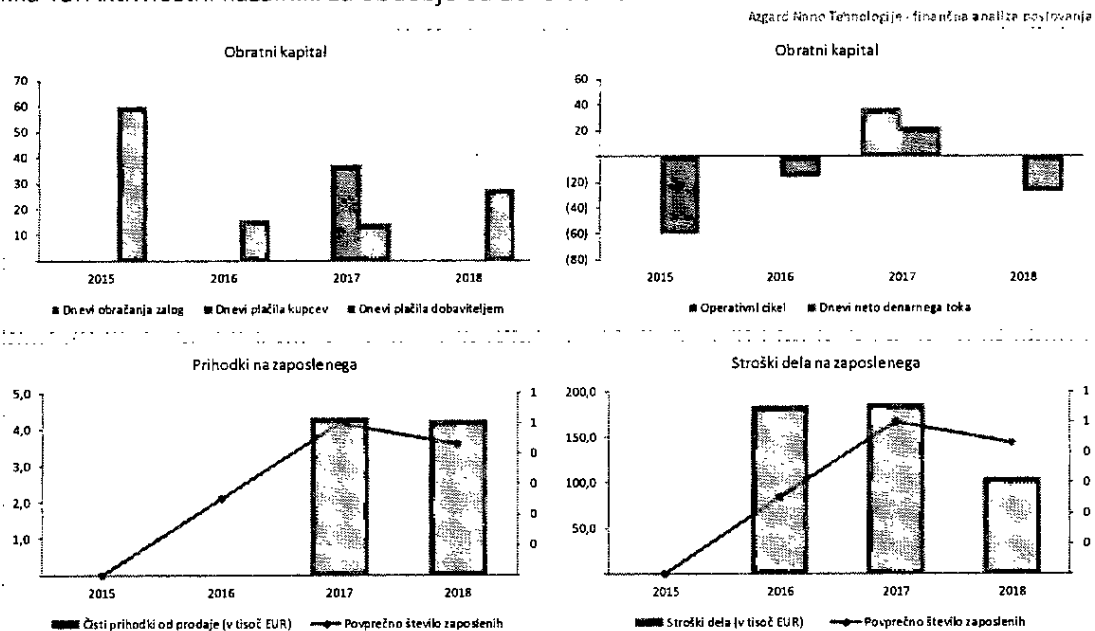 Azgard Nano Tehnologije - finančna analiza poslovanja
Obratni kapital
70
60
50
40
30
20
10
2015 2016 2017 2018
Dnevi obračanja zalog Dnevi plačila kupcev Dnevi plačila dobaviteljem
Obratni kapital
60
40
20
(20)
(40)
(60)
(80)
2015 2016 2017 2018
Operativni cikel Dnevi neto denarnega toka
Prihodki na zaposlenega
5,0
4,0
3,0
2,0
1,0
1
1
0
0
0
0
2015 2016 2017 2018
Čisti prihodki od prodaje (v tisoč EUR) Povprečno število zaposlenih
Stroški dela na zaposlenega
200,0
150,0
100,0
50,0
1
1
0
0
0
0
2015 2016 2017 2018
Stroški dela (v tisoč EUR) Povprečno število zaposlenih